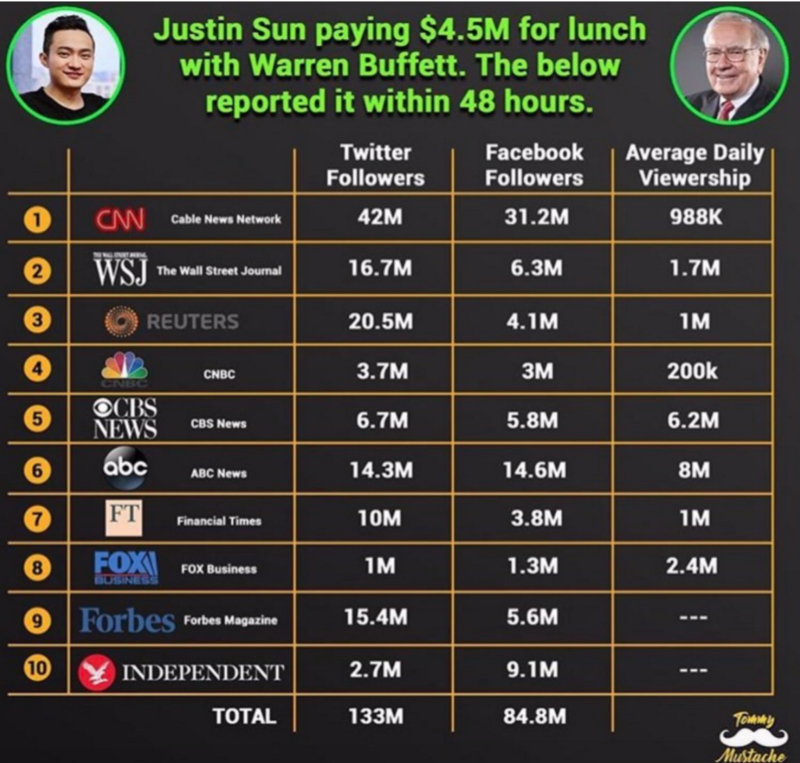 Justin Sun paying $4.5M for lunch
with Warren Buffett. The below
reported it within 48 hours.
Twitter Followers Facebook Followers Average Daily Viewership
1 CNN Cable News Network 42M 31.2M 988K
2 THE WALL STREET JOURNAL WSJ The Wall Street Journal 16.7M 6.3M 1.7M
3 REUTERS 20.5M 4.1M 1M
4 CNBC CNBC 3.7M 3M 200k
5 CBS NEWS CBS News 6.7M 5.8M 6.2M
6 abc ABC News 14.3M 14.6M 8M
7 FT Financial Times 10M 3.8M 1M
8 FOX BUSINESS FOX Business 1M 1.3M 2.4M
9 Forbes Forbes Magazine 15.4M 5.6M ---
10 INDEPENDENT 2.7M 9.1M ---
TOTAL 133M 84.8M
Tommy
Mustache